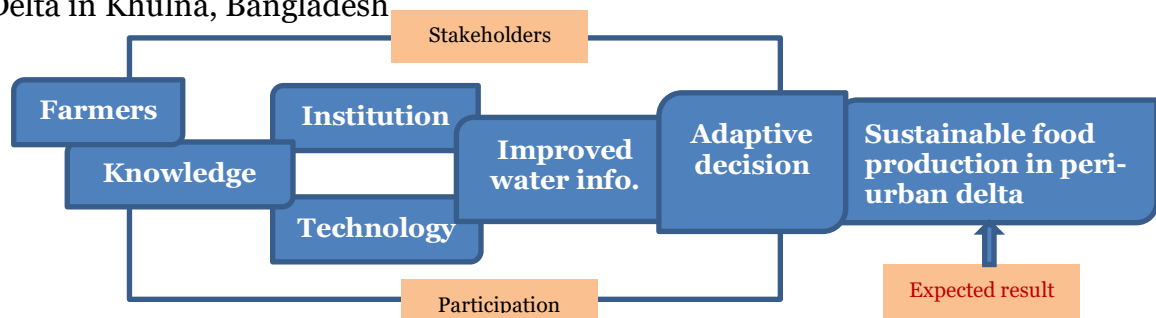 Delta in Khulna, Bangladesh
Stakeholders
Farmers
Knowledge
Institution
Technology
Improved
water info.
Adaptive
decision
Sustainable food
production in peri-
urban delta
Participation
Expected result